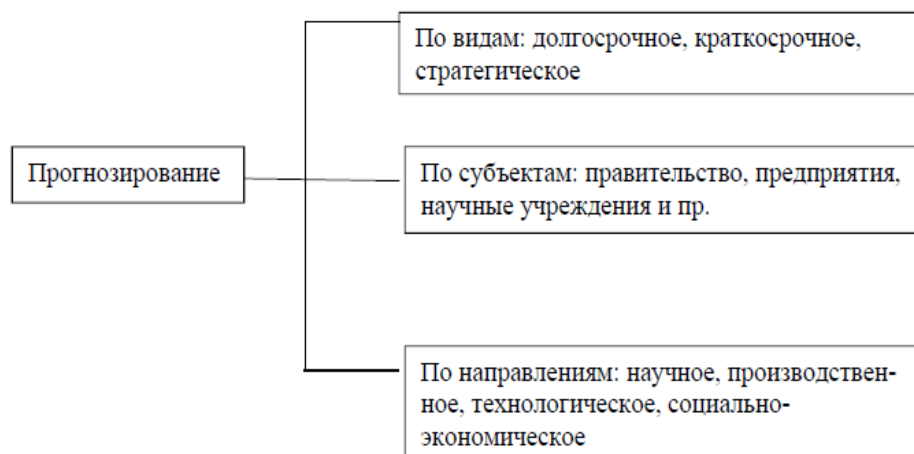 По видам: долгосрочное, краткосрочное,
стратегическое
Прогнозирование
По субъектам: правительство, предприятия,
научные учреждения и пр.
По направлениям: научное, производствен-
ное, технологическое, социально-
экономическое